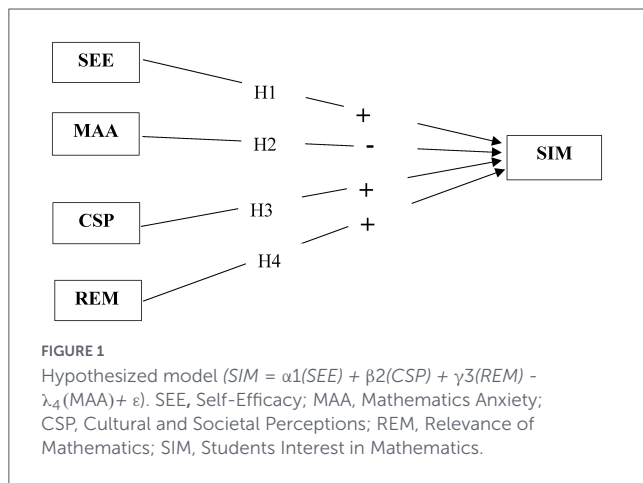 SEE
H1
+
MAA
H2
-
SIM
CSP
H3
+
+
REM
H4
FIGURE 1
Hypothesized model (SIM = α1(SEE) + β2(CSP) + γ3(REM) -
λ₄(MAA)+ ε). SEE, Self-Efficacy; MAA, Mathematics Anxiety;
CSP, Cultural and Societal Perceptions; REM, Relevance of
Mathematics; SIM, Students Interest in Mathematics.